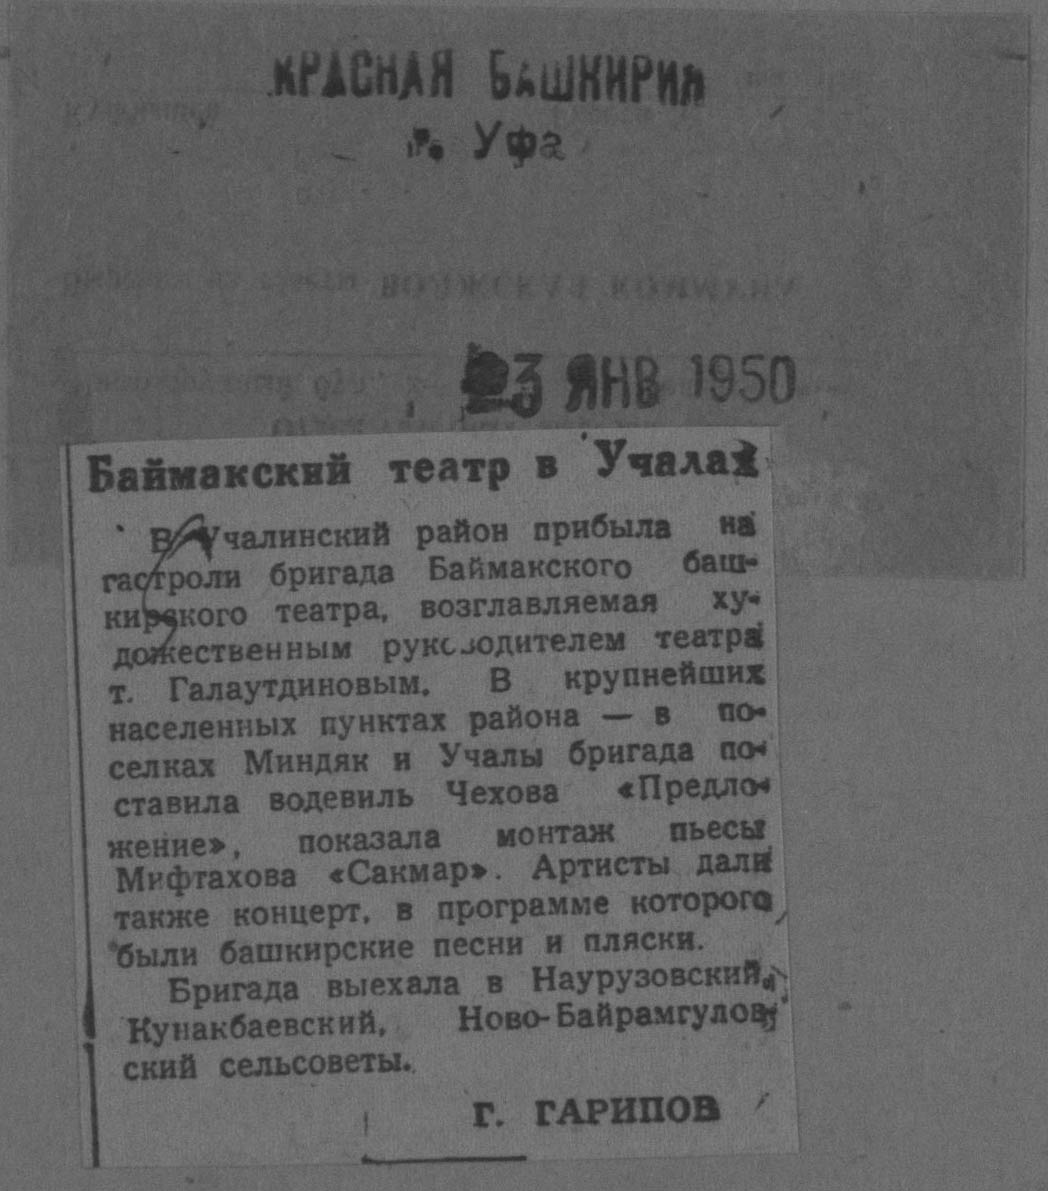 КРАСНАЯ БАШКИРИЯ
г. Уфа
3 ЯНВ 1950
Баймакский театр в Учалах
В Учалинский район прибыла на
гастроли бригада Баймакского баш-
кирского театра, возглавляемая ху-
дожественным руководителем театра
т. Галаутдиновым. В крупнейших
населенных пунктах района — в по-
селках Миндяк и Учалы бригада по-
ставила водевиль Чехова «Предло-
жение», показала монтаж пьесы
Мифтахова «Сакмар». Артисты дали
также концерт, в программе которого
были башкирские песни и пляски.
Бригада выехала в Наурузовский,
Кунакбаевский, Ново-Байрамгулов-
ский сельсоветы.
Г. ГАРИПОВ